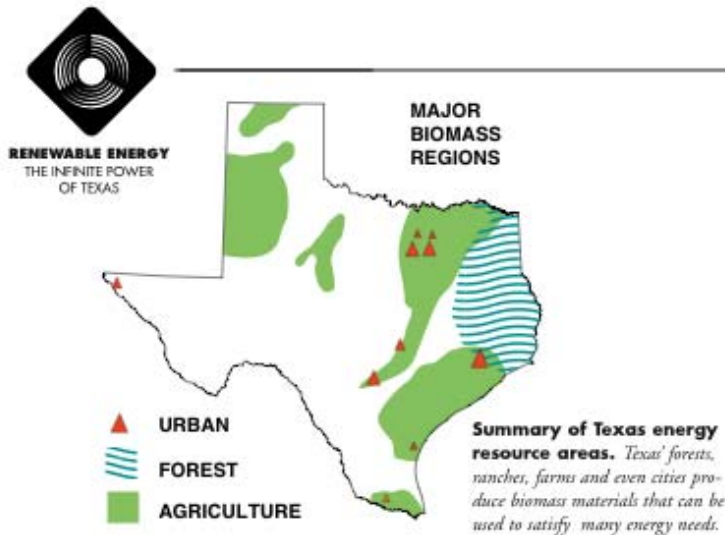 RENEWABLE ENERGY
THE INFINITE POWER
OF TEXAS
MAJOR
BIOMASS
REGIONS
URBAN
FOREST
AGRICULTURE
Summary of Texas energy
resource areas. Texas' forests,
ranches, farms and even cities pro-
duce biomass materials that can be
used to satisfy many energy needs.